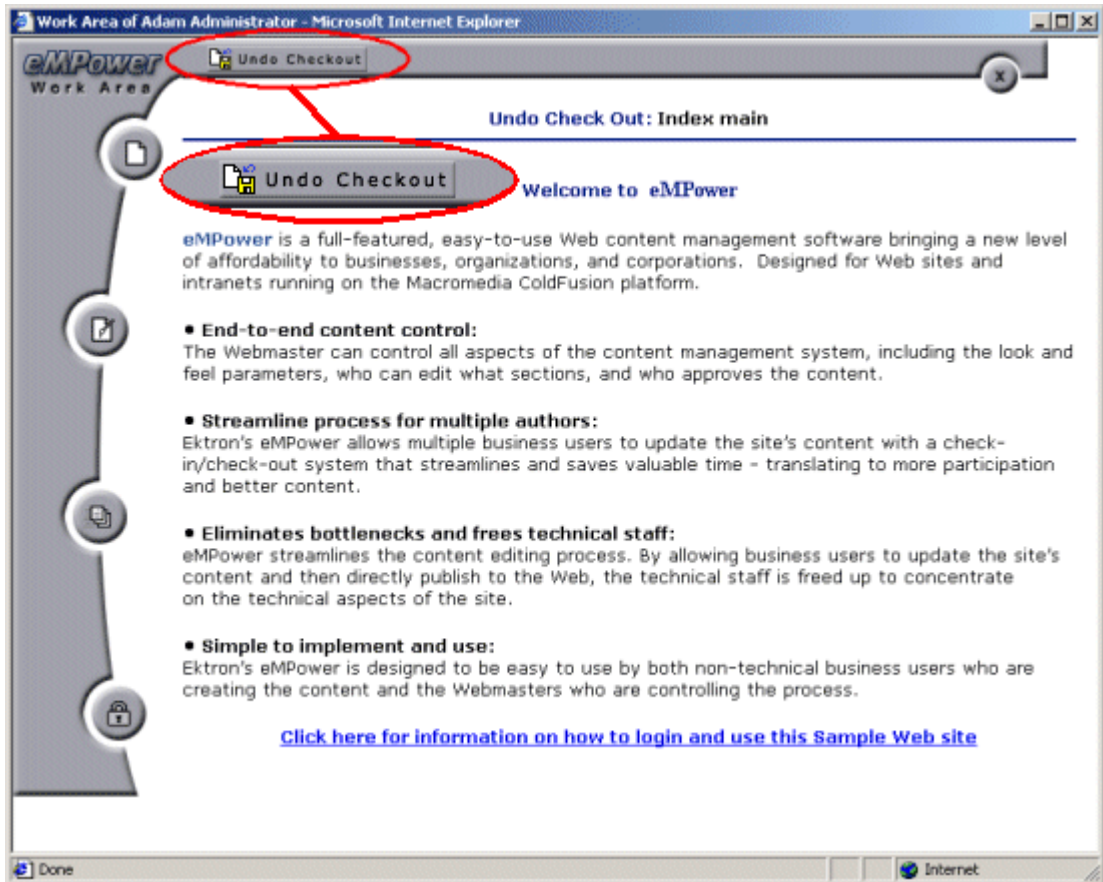 Work Area of Adam Administrator - Microsoft Internet Explorer
eMPower
Work Area
Undo Checkout
x
Undo Check Out: Index main
Undo Checkout
Welcome to eMPower
eMPower is a full-featured, easy-to-use Web content management software bringing a new level
of affordability to businesses, organizations, and corporations. Designed for Web sites and
intranets running on the Macromedia ColdFusion platform.
• End-to-end content control:
The Webmaster can control all aspects of the content management system, including the look and
feel parameters, who can edit what sections, and who approves the content.
• Streamline process for multiple authors:
Ektron's eMPower allows multiple business users to update the site's content with a check-
in/check-out system that streamlines and saves valuable time - translating to more participation
and better content.
• Eliminates bottlenecks and frees technical staff:
eMPower streamlines the content editing process. By allowing business users to update the site's
content and then directly publish to the Web, the technical staff is freed up to concentrate
on the technical aspects of the site.
• Simple to implement and use:
Ektron's eMPower is designed to be easy to use by both non-technical business users who are
creating the content and the Webmasters who are controlling the process.
Click here for information on how to login and use this Sample Web site
Done
Internet